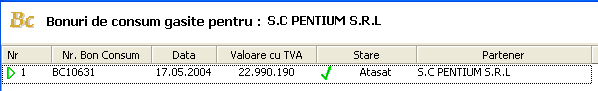 Bc Bonuri de consum gasite pentru : S.C PENTIUM S.R.L
Nr Nr. Bon Consum Data Valoare cu TVA Stare Partener
1 BC10631 17.05.2004 22.990.190 Atasat S.C PENTIUM S.R.L